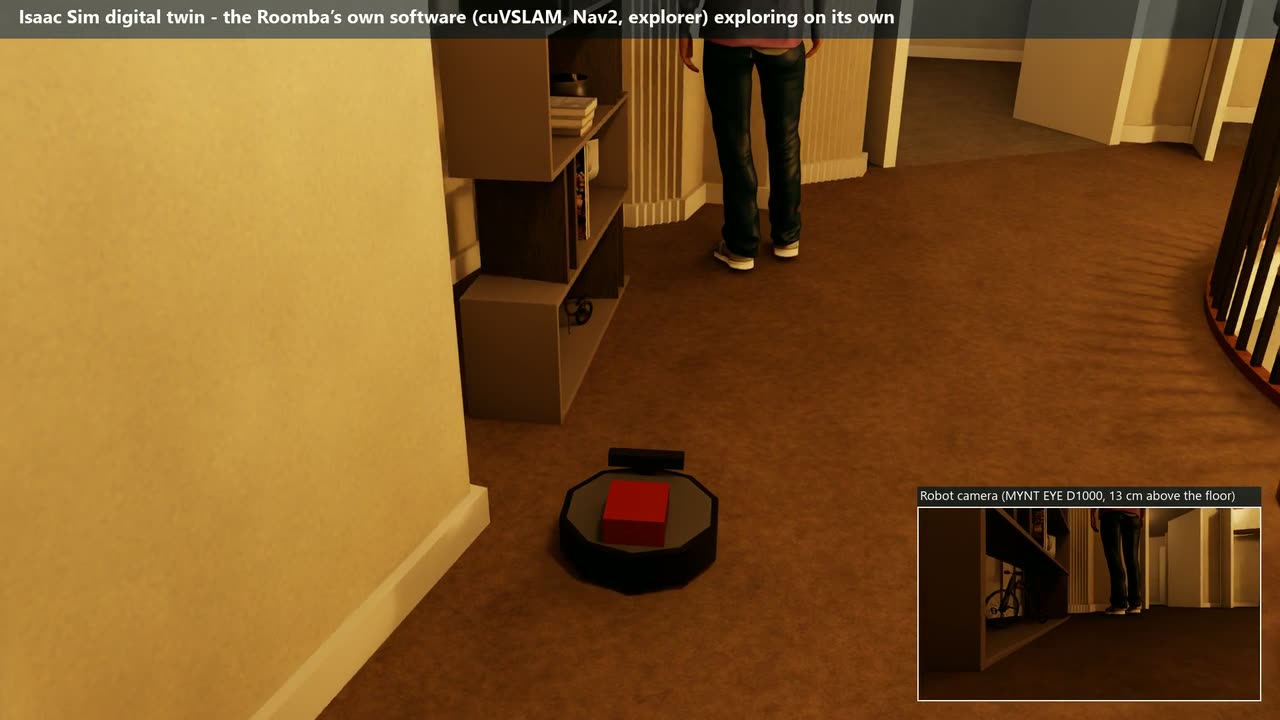 Isaac Sim digital twin - the Roomba’s own software (cuVSLAM, Nav2, explorer) exploring on its own
Robot camera (MYNT EYE D1000, 13 cm above the floor)